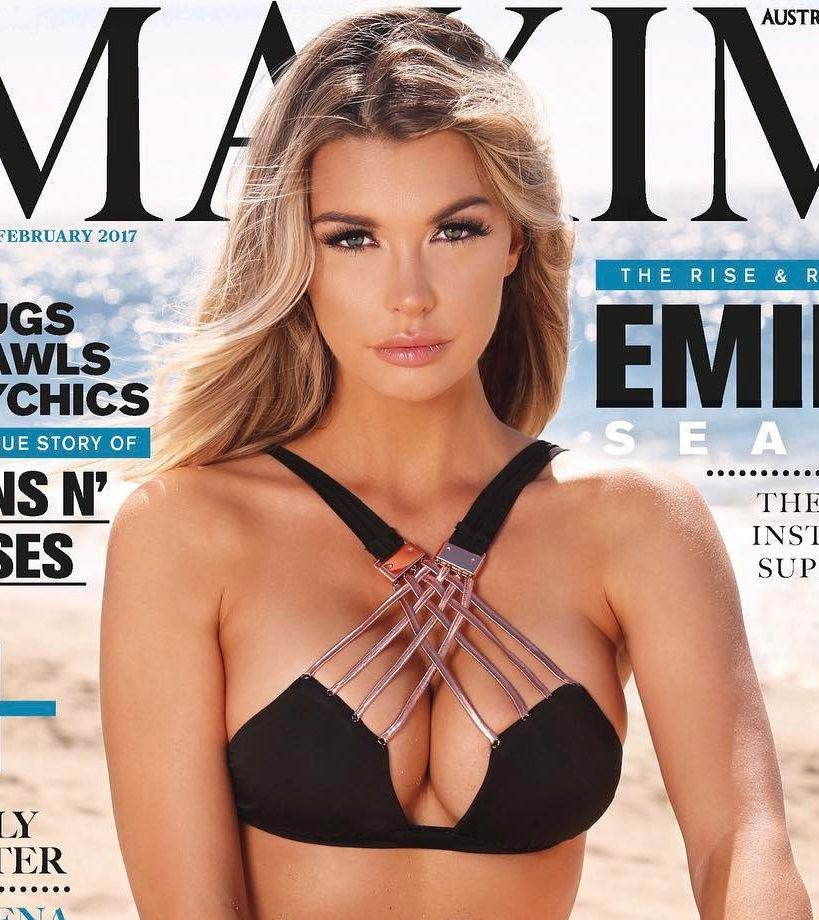 MAXIM
AUSTR
FEBRUARY 2017
UGS
AWLS
YCHICS
UE STORY OF
NS N'
SES
LY
TER
ENA
THE RISE & R
EMI
SEA
THE
INST
SUP